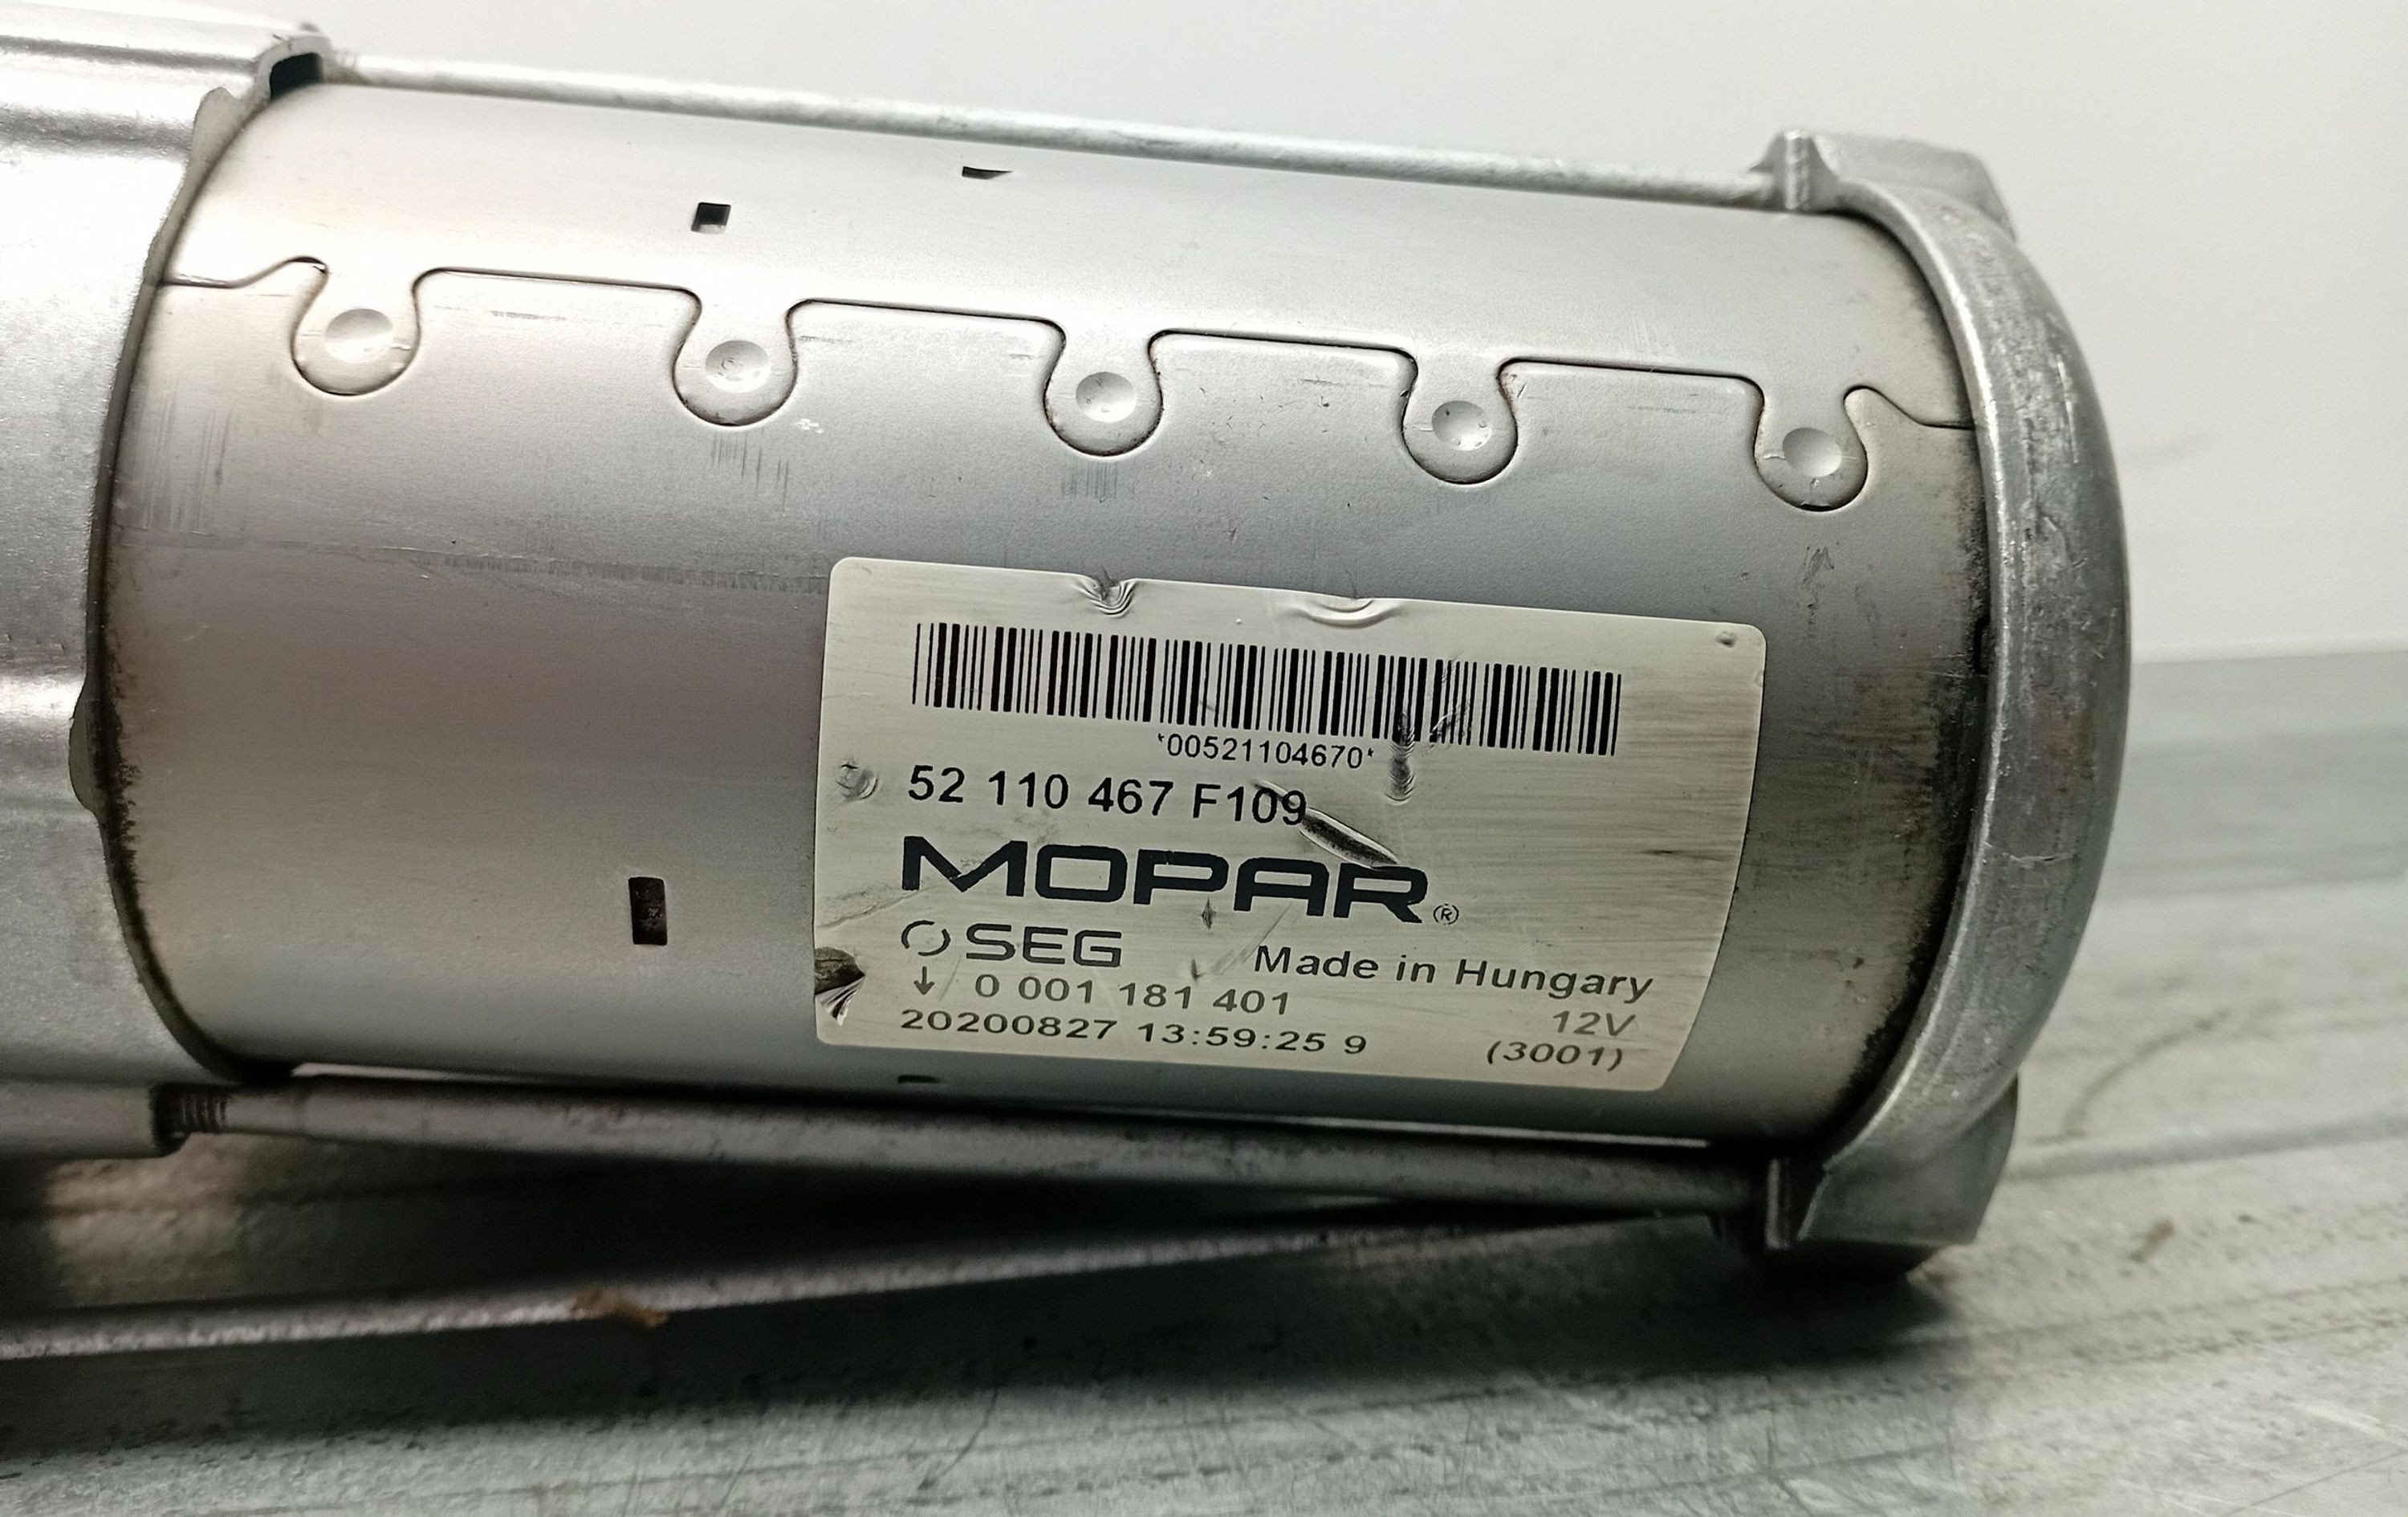 *00521104670*
52 110 467 F109
MOPAR®
SEG Made in Hungary
↓ 0 001 181 401 12V
20200827 13:59:25 9 (3001)